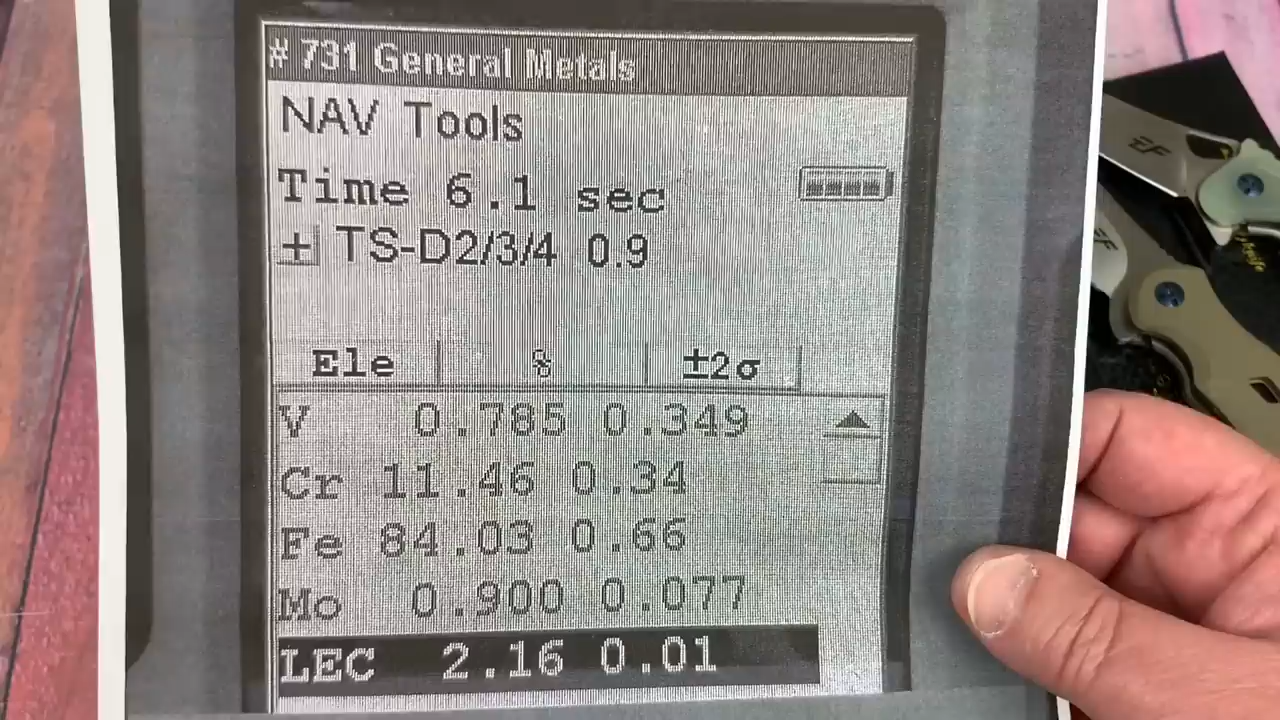 # 731 General Metals
NAV Tools
Time 6.1 sec
± TS-D2/3/4 0.9
Ele % ±2σ
V 0.785 0.349
Cr 11.46 0.34
Fe 84.03 0.66
Mo 0.900 0.077
LEC 2.16 0.01